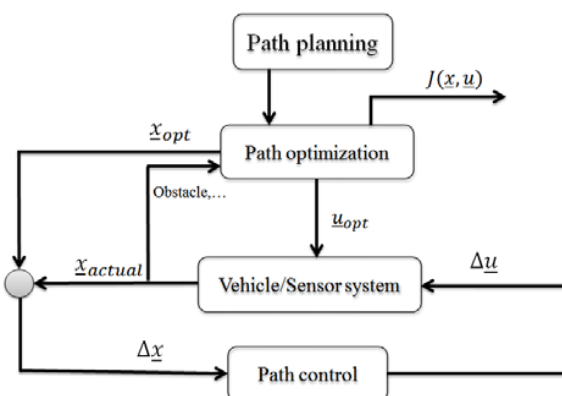 Path planning
J(x, u)
x_opt
Path optimization
Obstacle,...
u_opt
x_actual
Vehicle/Sensor system
Δu
Δx
Path control